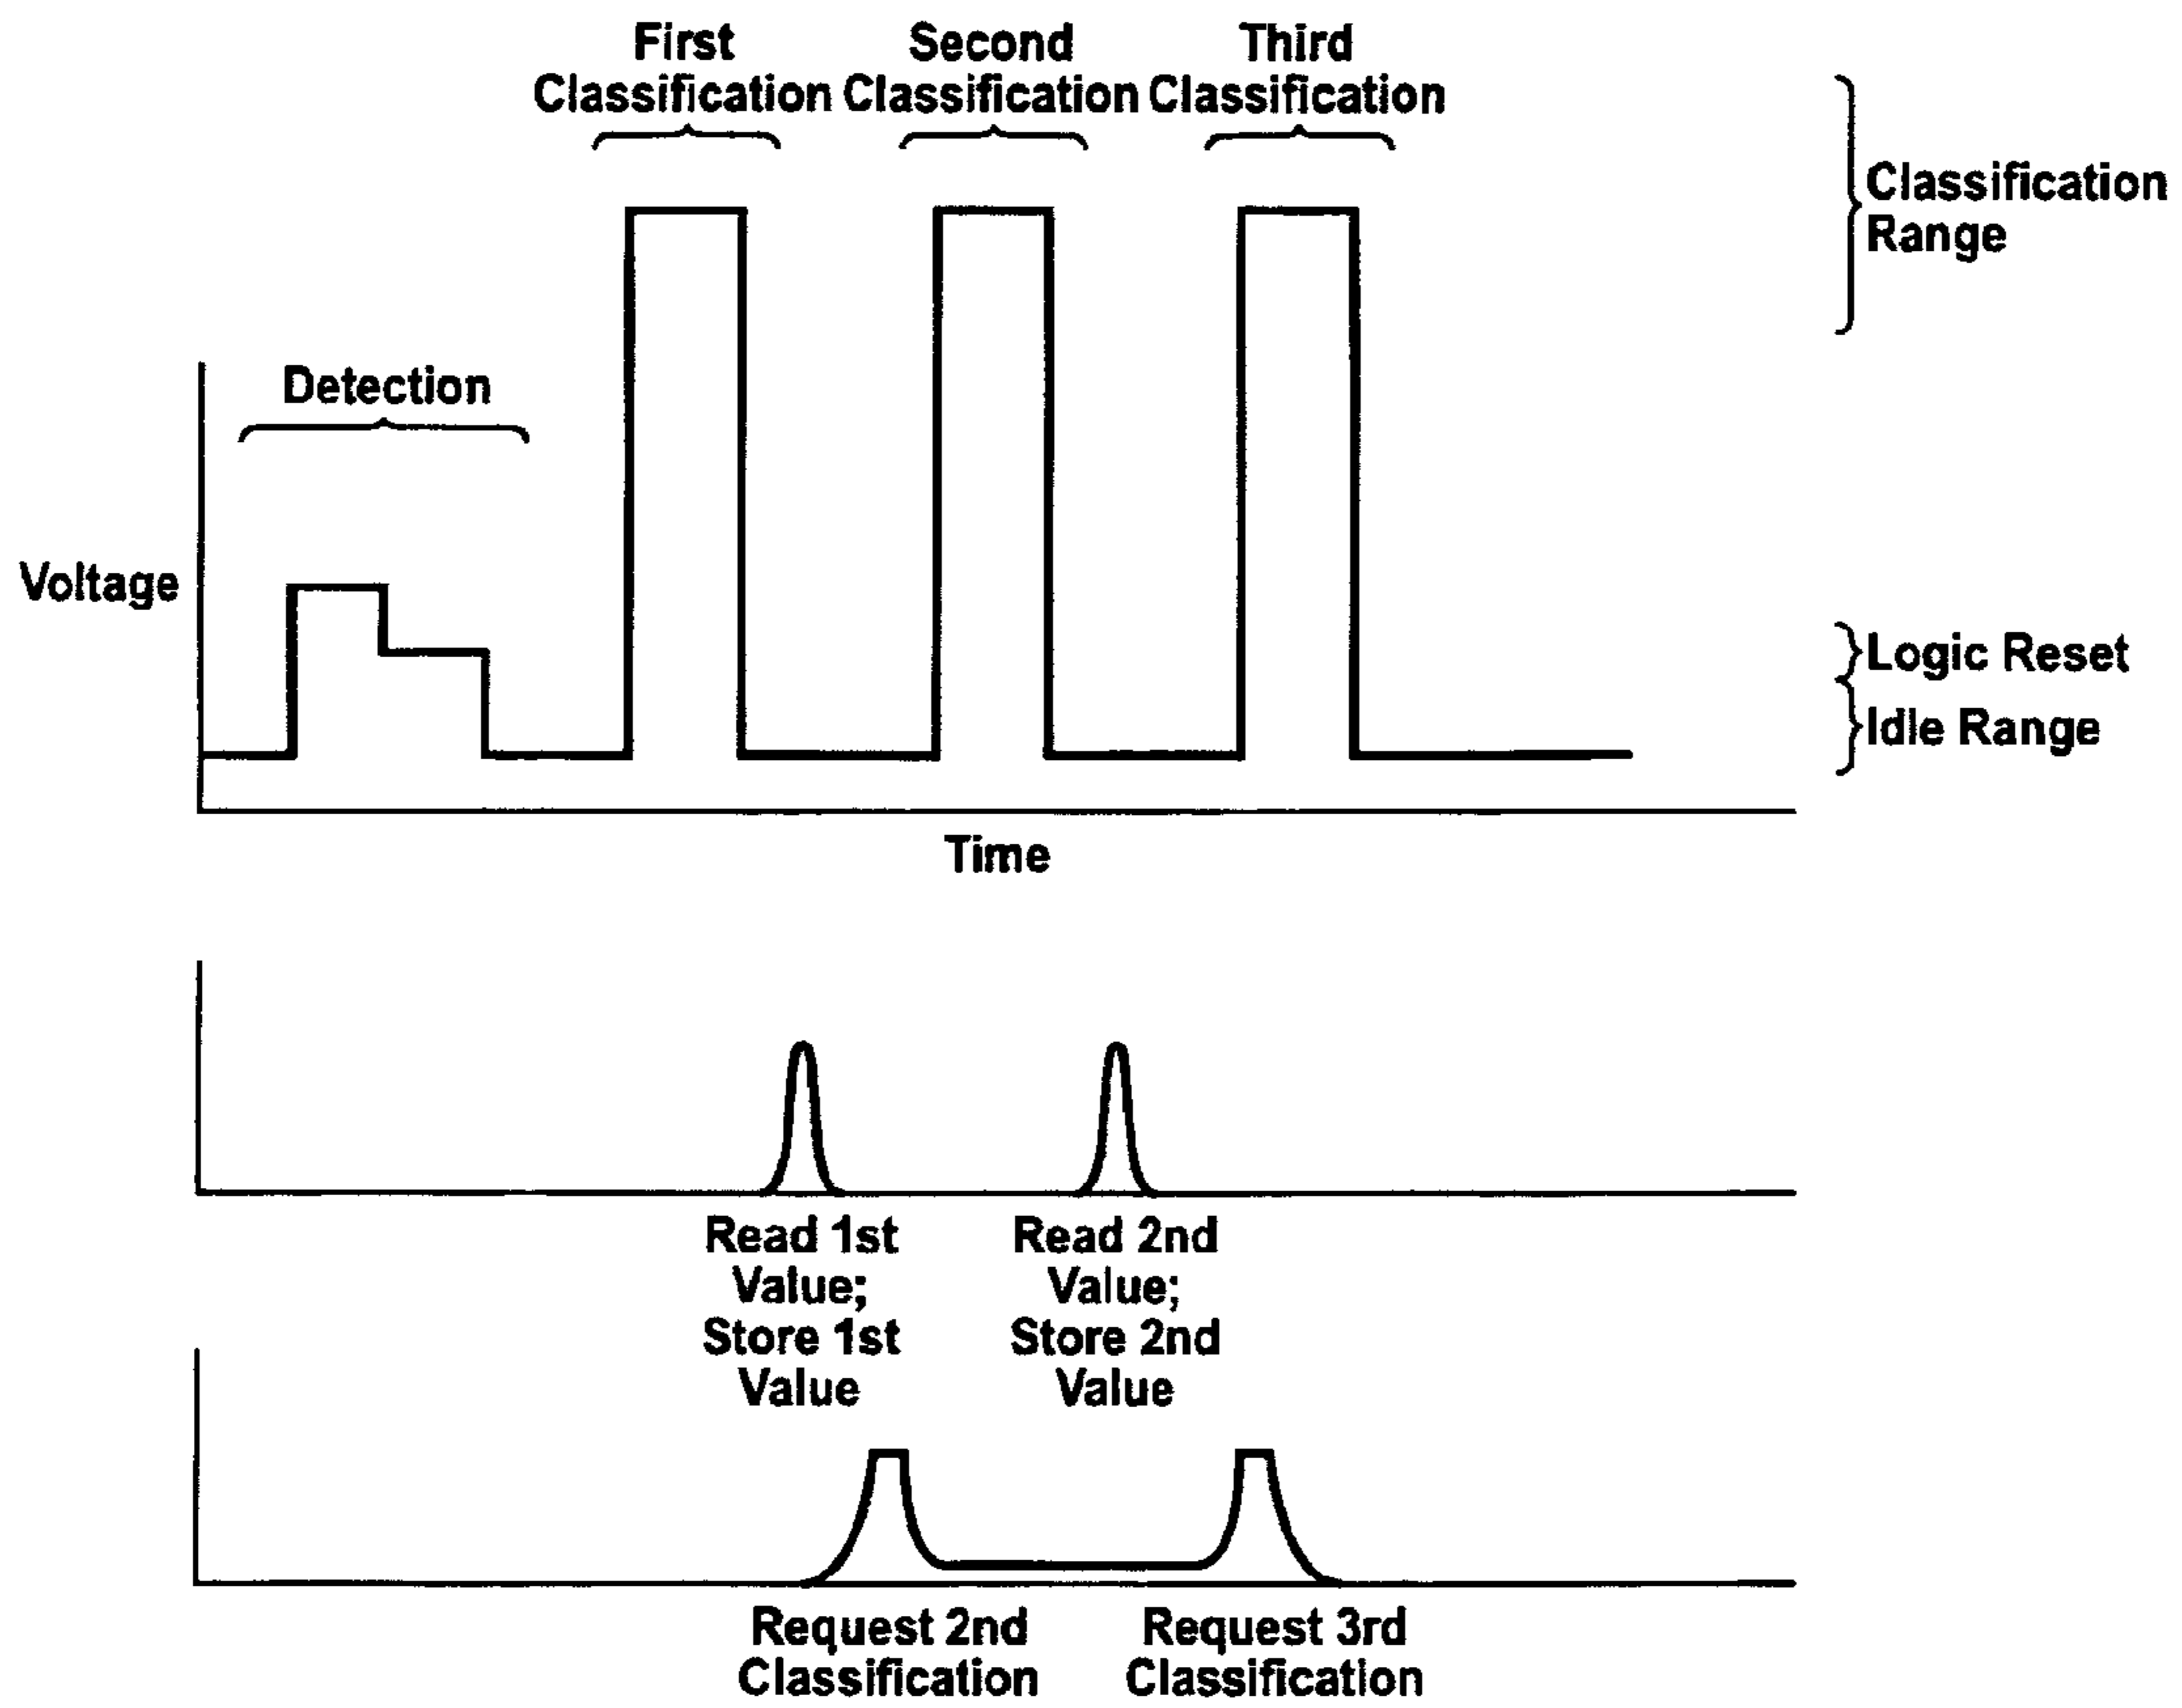 First
Classification
Second
Classification
Third
Classification
Classification
Range
Detection
Voltage
Logic Reset
Idle Range
Time
Read 1st
Value;
Store 1st
Value
Read 2nd
Value;
Store 2nd
Value
Request 2nd
Classification
Request 3rd
Classification